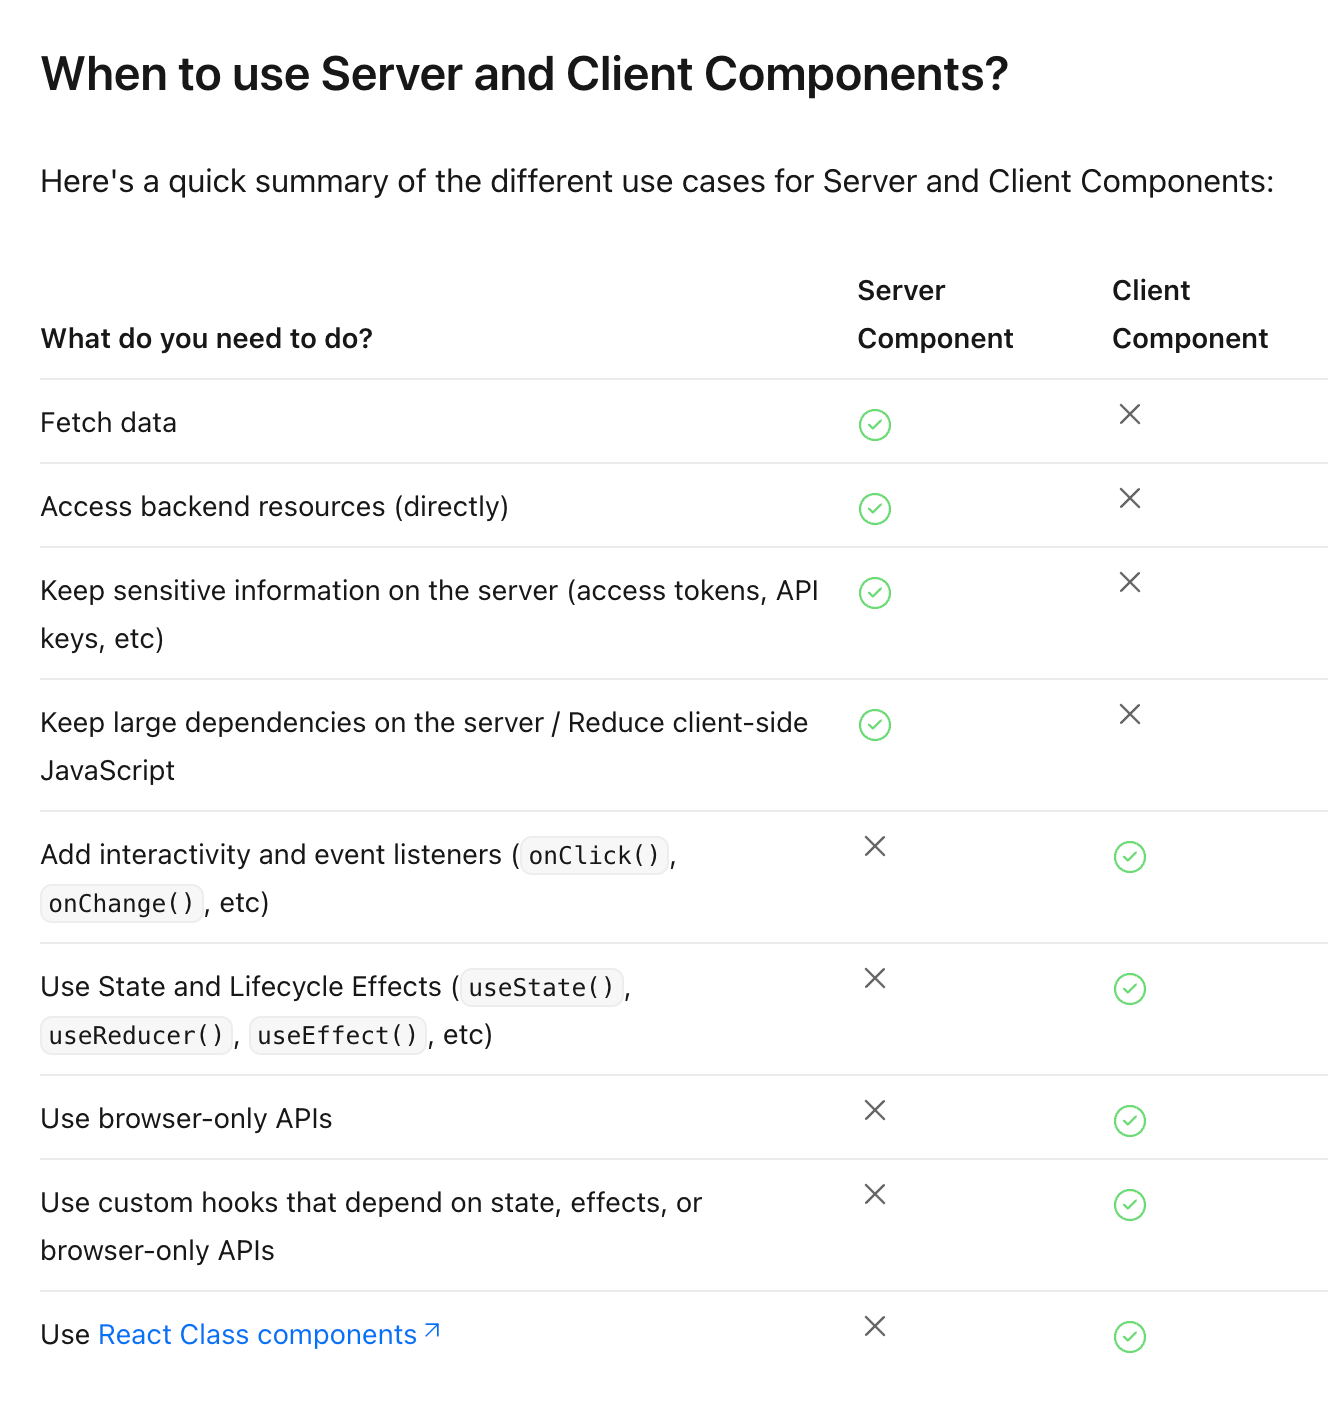 When to use Server and Client Components?
Here's a quick summary of the different use cases for Server and Client Components:
What do you need to do?
Server
Component
Client
Component
Fetch data
Access backend resources (directly)
Keep sensitive information on the server (access tokens, API
keys, etc)
Keep large dependencies on the server / Reduce client-side
JavaScript
Add interactivity and event listeners (onClick(),
onChange(), etc)
Use State and Lifecycle Effects (useState(),
useReducer(), useEffect(), etc)
Use browser-only APIs
Use custom hooks that depend on state, effects, or
browser-only APIs
Use React Class components